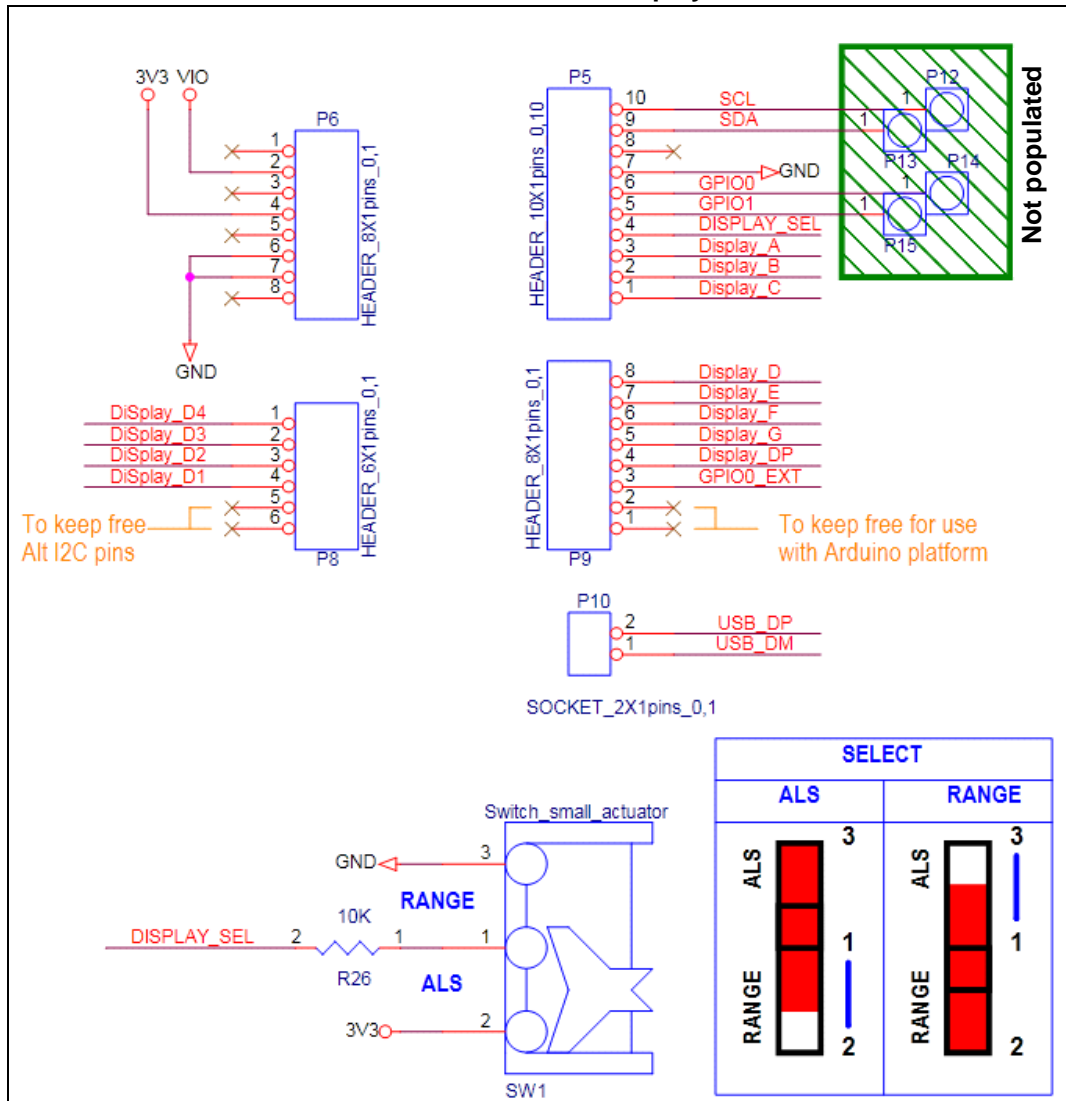 3V3 VIO
P6
1
2
3
4
5
6
7
8
HEADER_8X1pins_0,1
GND
P5
10 SCL
9 SDA
8
7 GND
6 GPIO0
5 GPIO1
4 DISPLAY_SEL
3 Display_A
2 Display_B
1 Display_C
HEADER_10X1pins_0,10
P12
1
1
P13
P14
1
1
P15
Not populated
DiSplay_D4 1
DiSplay_D3 2
DiSplay_D2 3
DiSplay_D1 4
5
6
HEADER_6X1pins_0,1
P8
To keep free
Alt I2C pins
8 Display_D
7 Display_E
6 Display_F
5 Display_G
4 Display_DP
3 GPIO0_EXT
2
1
HEADER_8X1pins_0,1
P9
To keep free for use
with Arduino platform
P10
2 USB_DP
1 USB_DM
SOCKET_2X1pins_0,1
Switch_small_actuator
GND 3
RANGE
10K
DISPLAY_SEL 2 1 1
R26
ALS
3V3 2
SW1
SELECT
ALS RANGE
ALS 3
1
RANGE 2
ALS 3
1
RANGE 2